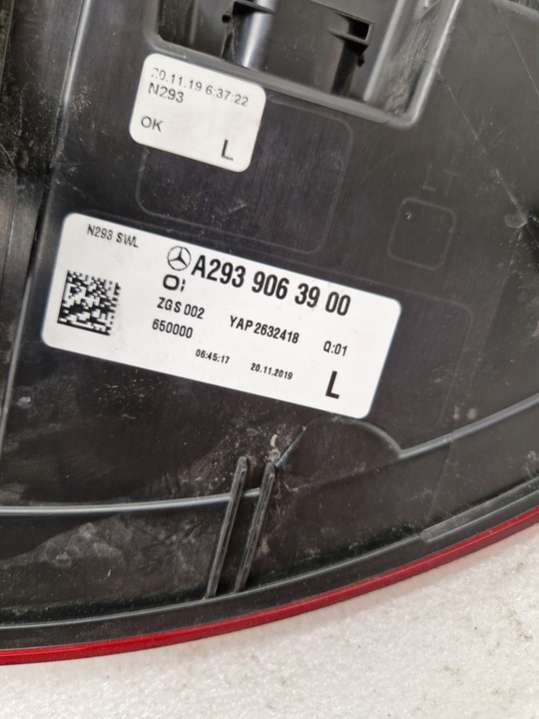 20.11.19 6:37:22
N293
OK
L
N293 SWL
A293 906 39 00
ZGS 002
YAP 2632418
Q:01
650000
06:45:17
20.11.2019
L